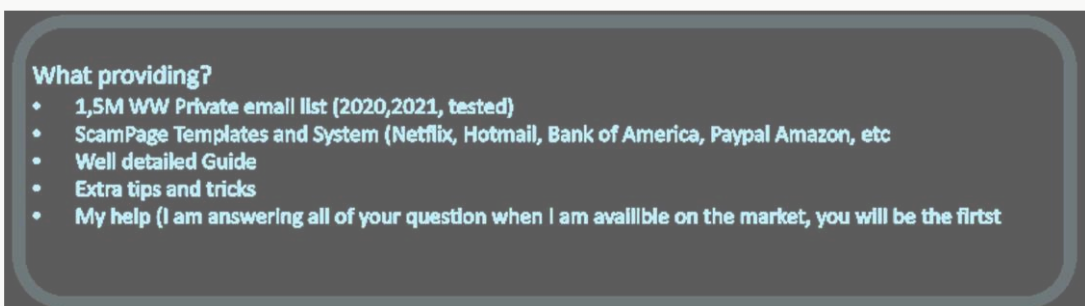 What providing?
• 1,5M WW Private email list (2020,2021, tested)
• ScamPage Templates and System (Netflix, Hotmail, Bank of America, Paypal Amazon, etc
• Well detailed Guide
• Extra tips and tricks
• My help (I am answering all of your question when I am availible on the market, you will be the firtst